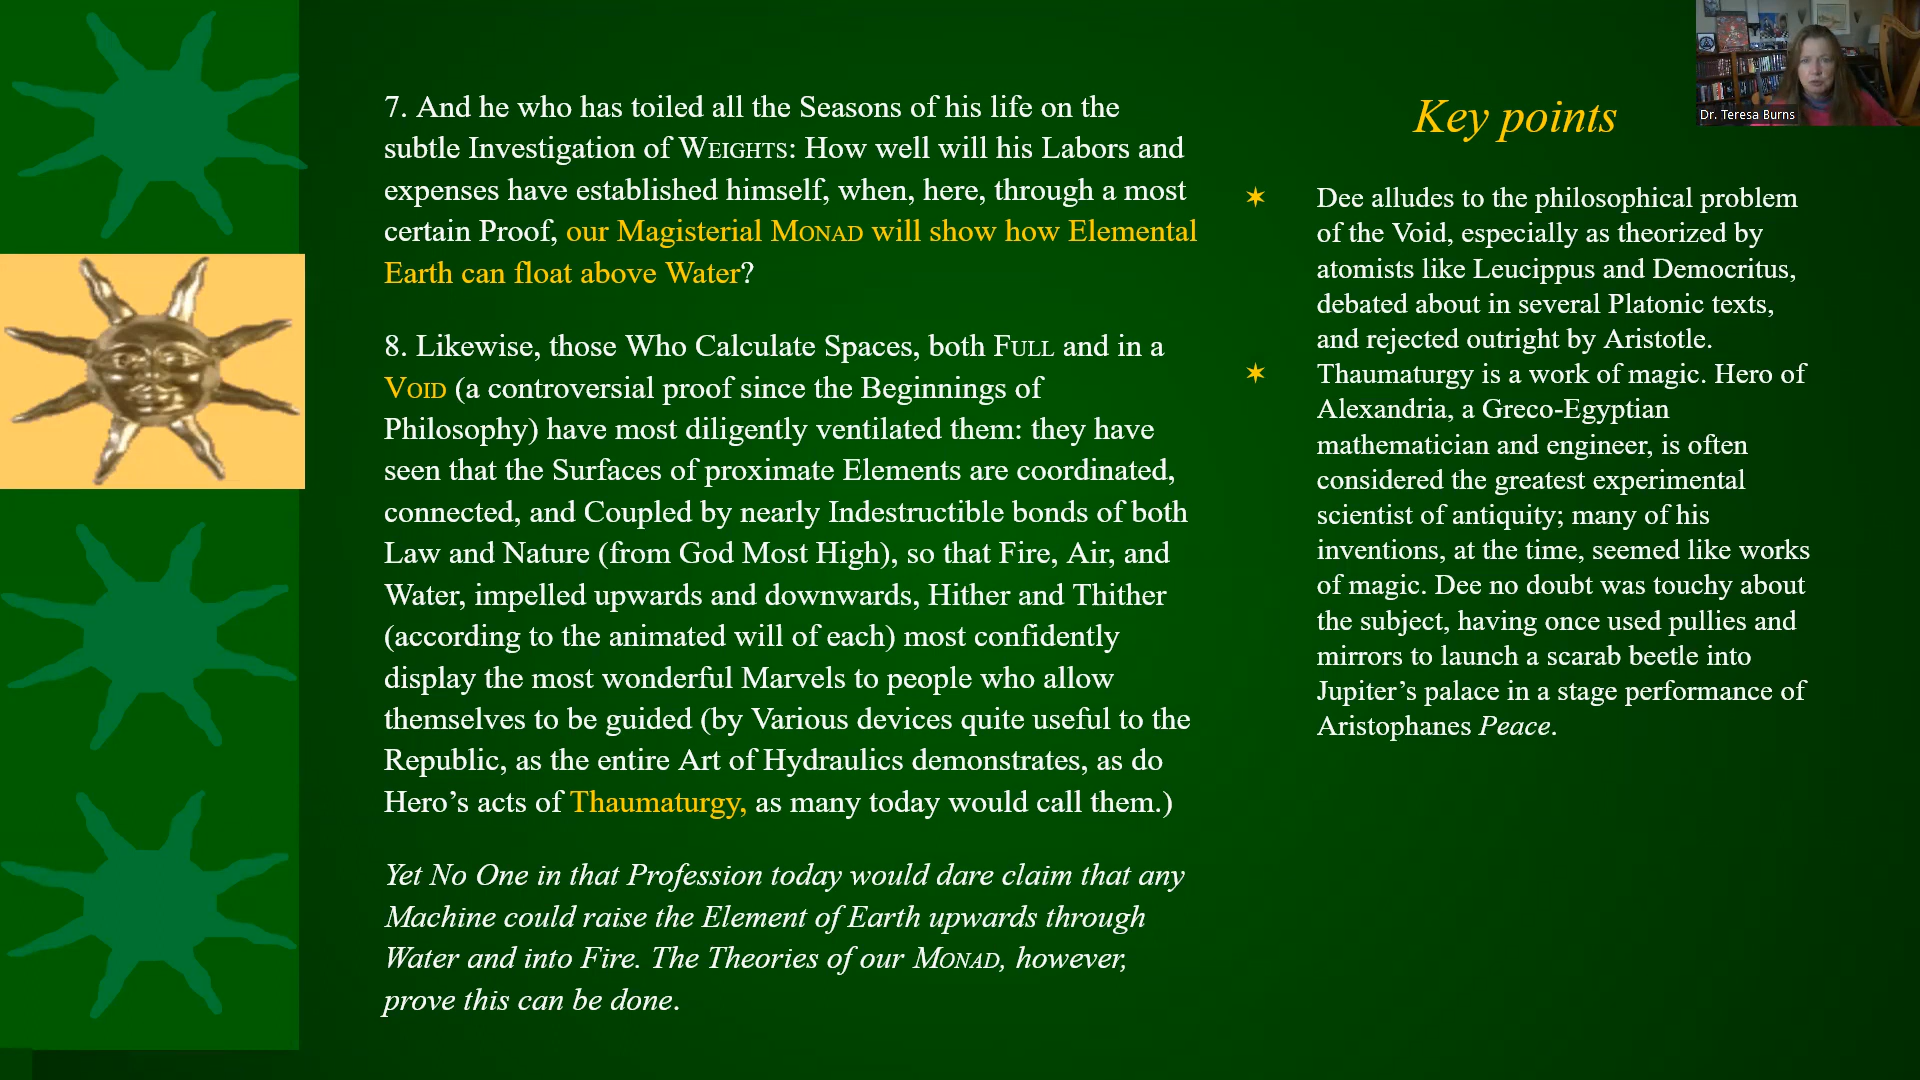 7. And he who has toiled all the Seasons of his life on the
subtle Investigation of WEIGHTS: How well will his Labors and
expenses have established himself, when, here, through a most
certain Proof, our Magisterial MONAD will show how Elemental
Earth can float above Water?
8. Likewise, those Who Calculate Spaces, both FULL and in a
VOID (a controversial proof since the Beginnings of
Philosophy) have most diligently ventilated them: they have
seen that the Surfaces of proximate Elements are coordinated,
connected, and Coupled by nearly Indestructible bonds of both
Law and Nature (from God Most High), so that Fire, Air, and
Water, impelled upwards and downwards, Hither and Thither
(according to the animated will of each) most confidently
display the most wonderful Marvels to people who allow
themselves to be guided (by Various devices quite useful to the
Republic, as the entire Art of Hydraulics demonstrates, as do
Hero’s acts of Thaumaturgy, as many today would call them.)
Yet No One in that Profession today would dare claim that any
Machine could raise the Element of Earth upwards through
Water and into Fire. The Theories of our MONAD, however,
prove this can be done.
Key points
Dee alludes to the philosophical problem
of the Void, especially as theorized by
atomists like Leucippus and Democritus,
debated about in several Platonic texts,
and rejected outright by Aristotle.
Thaumaturgy is a work of magic. Hero of
Alexandria, a Greco-Egyptian
mathematician and engineer, is often
considered the greatest experimental
scientist of antiquity; many of his
inventions, at the time, seemed like works
of magic. Dee no doubt was touchy about
the subject, having once used pullies and
mirrors to launch a scarab beetle into
Jupiter’s palace in a stage performance of
Aristophanes Peace.
Dr. Teresa Burns